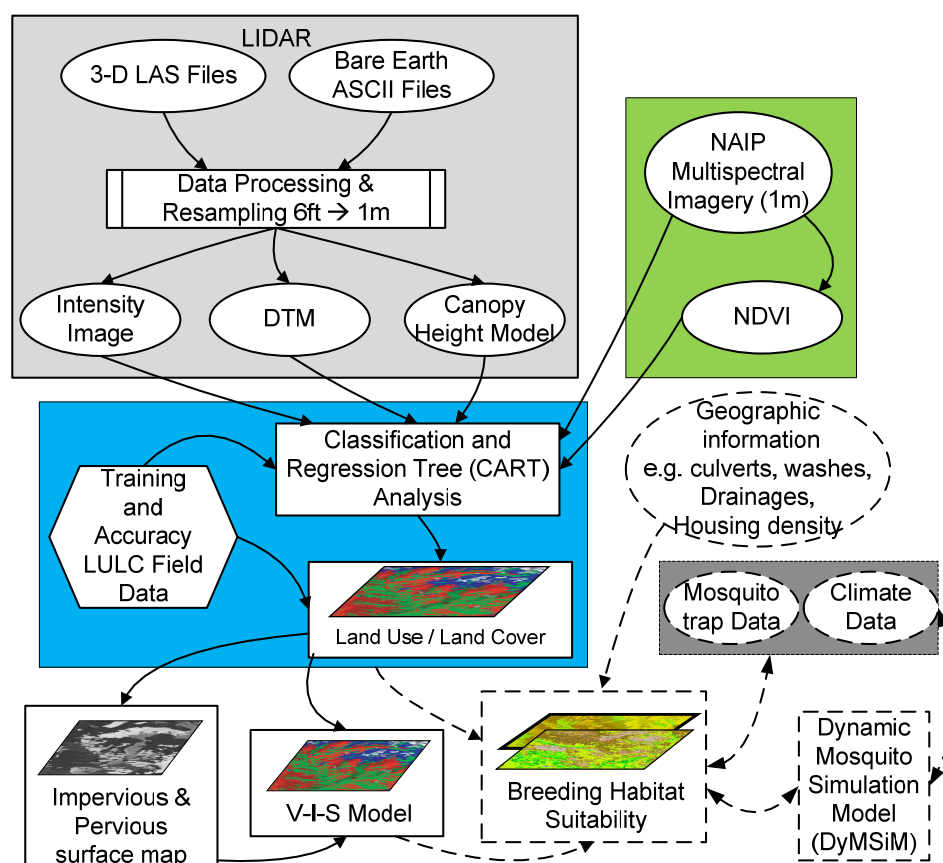 LIDAR
3-D LAS Files
Bare Earth
ASCII Files
Data Processing &
Resampling 6ft → 1m
Intensity
Image
DTM
Canopy
Height Model
NAIP
Multispectral
Imagery (1m)
NDVI
Classification and
Regression Tree (CART)
Analysis
Training
and
Accuracy
LULC Field
Data
Land Use / Land Cover
Geographic
information
e.g. culverts, washes,
Drainages,
Housing density
Mosquito
trap Data
Climate
Data
Impervious &
Pervious
surface map
V-I-S Model
Breeding Habitat
Suitability
Dynamic
Mosquito
Simulation
Model
(DyMSiM)